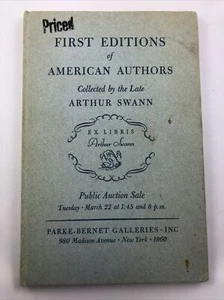 Priced
FIRST EDITIONS
of
AMERICAN AUTHORS
Collected by the Late
ARTHUR SWANN
EX LIBRIS
Arthur Swann
Public Auction Sale
Tuesday · March 22 at 1:45 and 8 p.m.
PARKE-BERNET GALLERIES · INC
980 Madison Avenue · New York · 1960